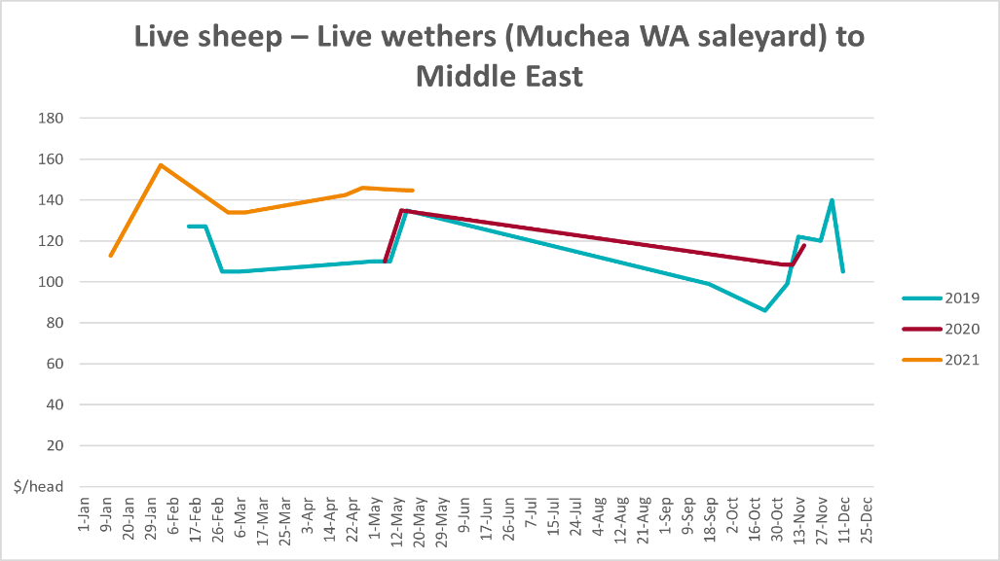 Live sheep – Live wethers (Muchea WA saleyard) to
Middle East
180
160
140
120
100
80
60
40
20
$/head
1-Jan
9-Jan
20-Jan
29-Jan
6-Feb
17-Feb
26-Feb
6-Mar
17-Mar
25-Mar
3-Apr
14-Apr
22-Apr
1-May
12-May
20-May
29-May
9-Jun
17-Jun
26-Jun
7-Jul
15-Jul
24-Jul
4-Aug
12-Aug
21-Aug
1-Sep
9-Sep
18-Sep
2-Oct
16-Oct
30-Oct
13-Nov
27-Nov
11-Dec
25-Dec
2019
2020
2021